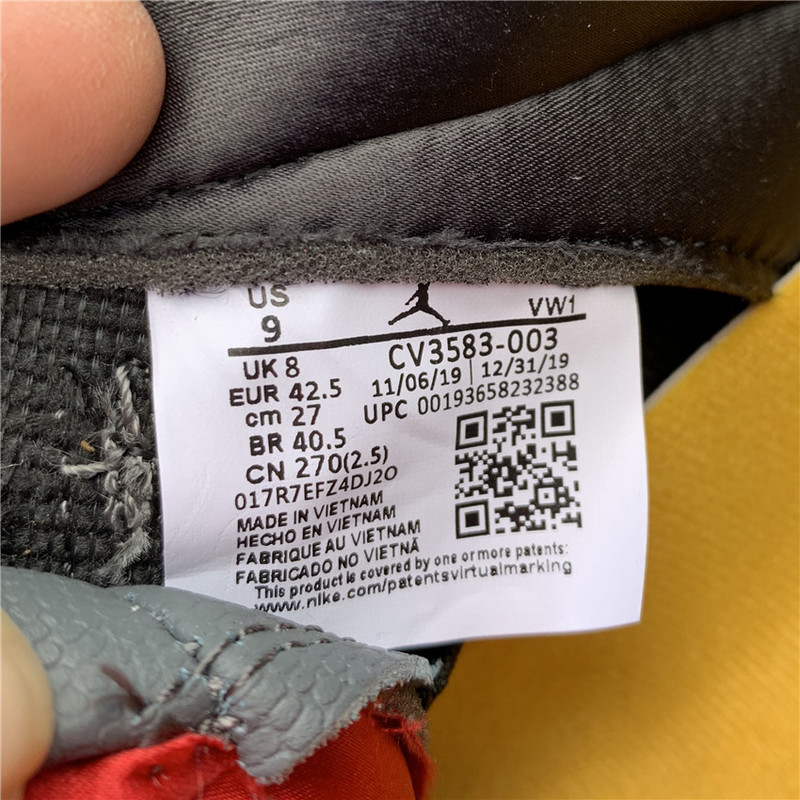 US
9
VW1
CV3583-003
11/06/19 | 12/31/19
UPC 00193658232388
UK 8
EUR 42.5
cm 27
BR 40.5
CN 270(2.5)
017R7EFZ4DJ2O
MADE IN VIETNAM
HECHO EN VIETNAM
FABRIQUE AU VIETNAM
FABRICADO NO VIETNÃ
This product is covered by one or more patents:
www.nike.com/patentsvirtualmarking